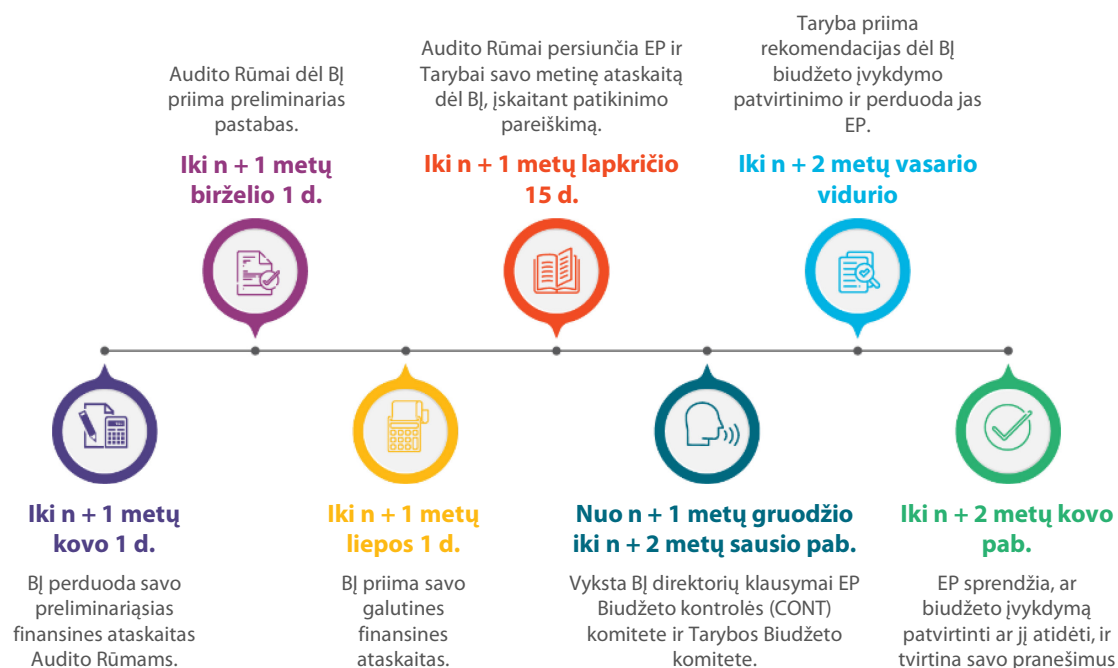 Audito Rūmai dėl BĮ
priima preliminarias
pastabas.
Iki n + 1 metų
birželio 1 d.
Audito Rūmai persiunčia EP ir
Tarybai savo metinę ataskaitą
dėl BĮ, įskaitant patikinimo
pareiškimą.
Iki n + 1 metų lapkričio
15 d.
Taryba priima
rekomendacijas dėl BĮ
biudžeto įvykdymo
patvirtinimo ir perduoda jas
EP.
Iki n + 2 metų vasario
vidurio
Iki n + 1 metų
kovo 1 d.
BĮ perduoda savo
preliminariąsias
finansines ataskaitas
Audito Rūmams.
Iki n + 1 metų
liepos 1 d.
BĮ priima savo
galutines
finansines
ataskaitas.
Nuo n + 1 metų gruodžio
iki n + 2 metų sausio pab.
Vyksta BĮ direktorių klausymai EP
Biudžeto kontrolės (CONT)
komitete ir Tarybos Biudžeto
komitete.
Iki n + 2 metų kovo
pab.
EP sprendžia, ar
biudžeto įvykdymą
patvirtinti ar jį atidėti, ir
tvirtina savo pranešimus